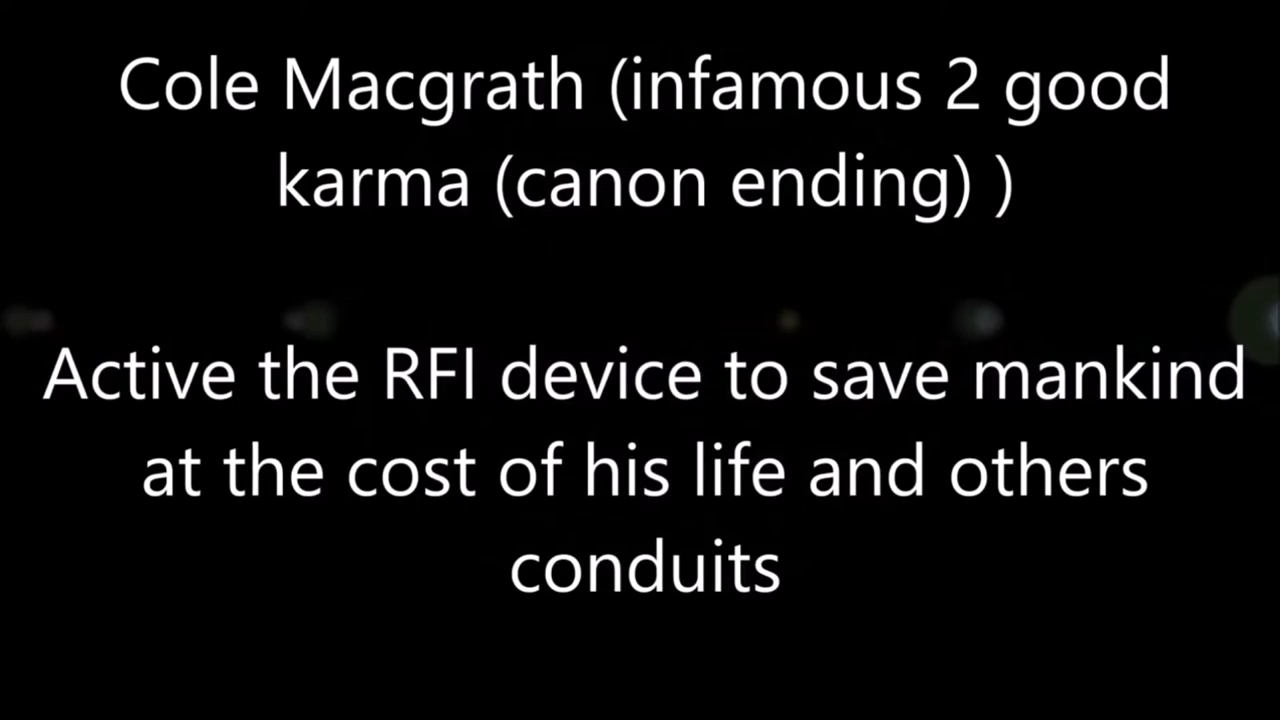 Cole Macgrath (infamous 2 good
karma (canon ending) )
Active the RFI device to save mankind
at the cost of his life and others
conduits